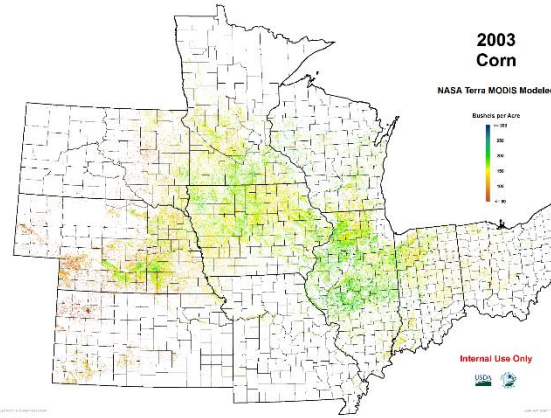 2003
Corn
NASA Terra MODIS Modeled
Bushels per Acre
250
200
150
100
Internal Use Only
USDA